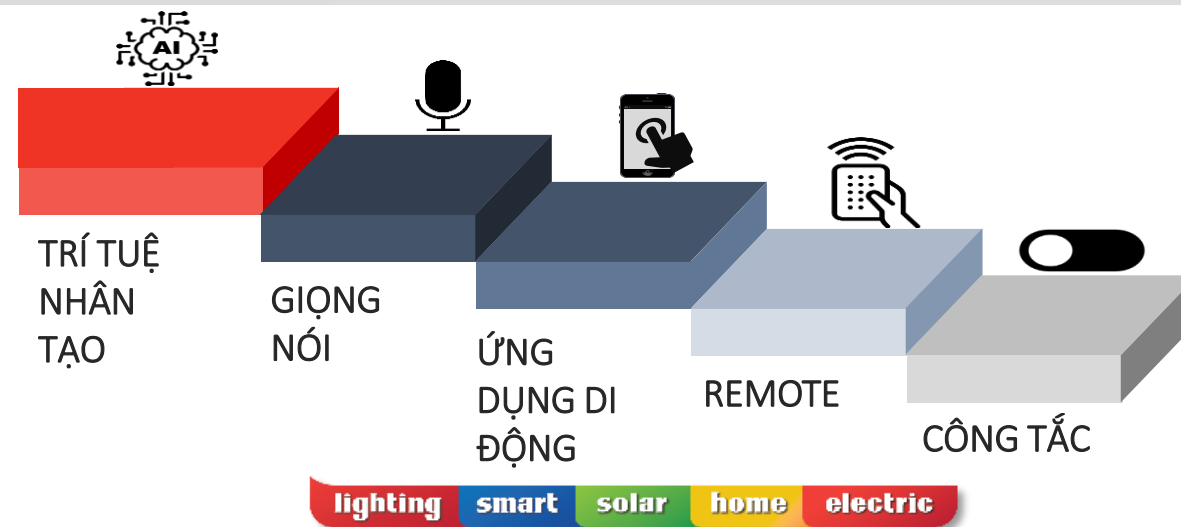 AI
TRÍ TUỆ
NHÂN
TẠO
GIỌNG
NÓI
ỨNG
DỤNG DI
ĐỘNG
REMOTE
CÔNG TẮC
lighting smart solar home electric